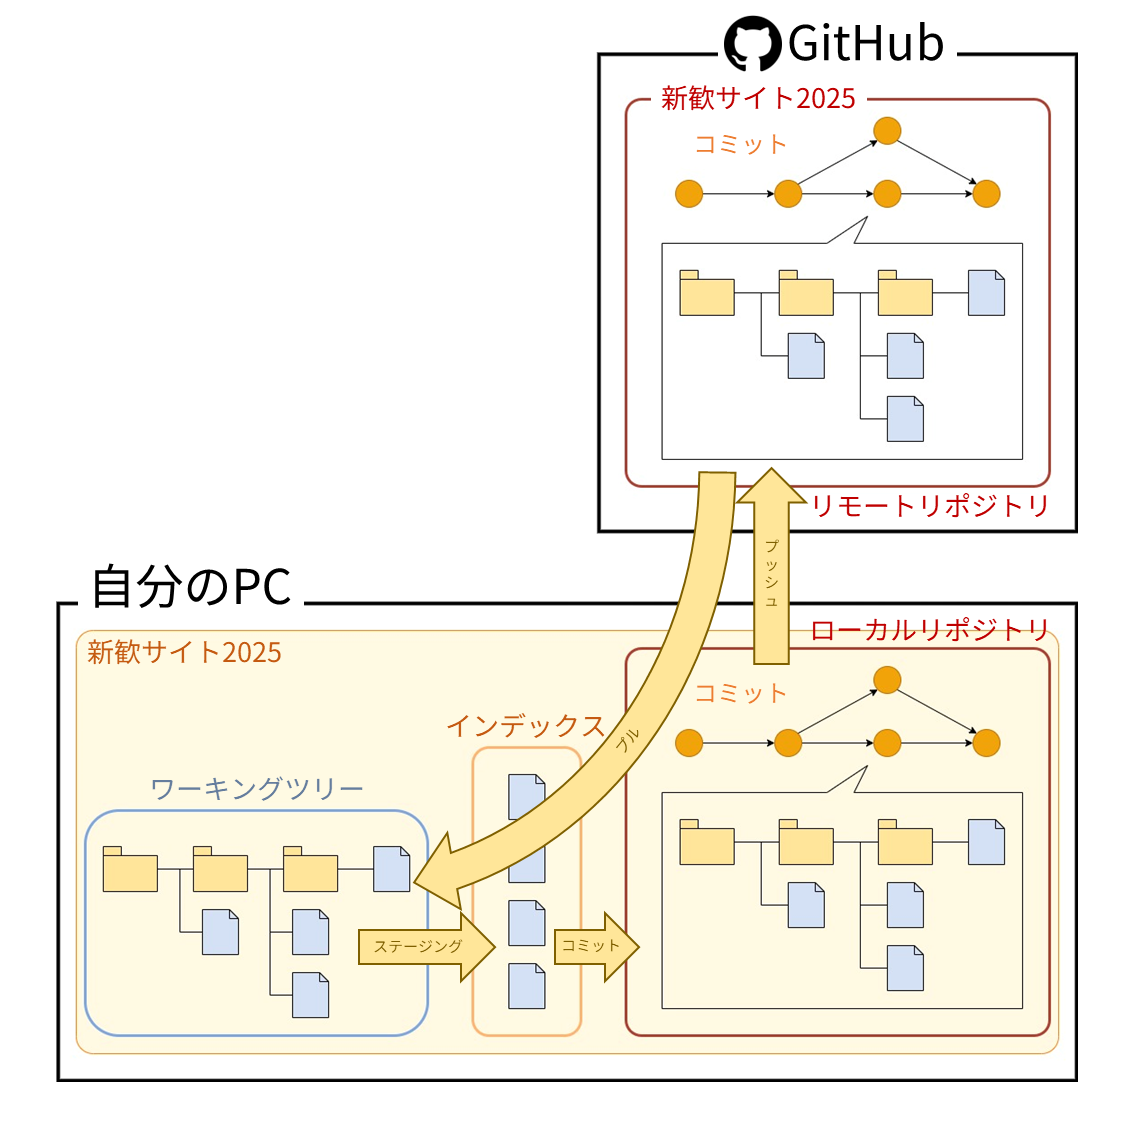 GitHub
新歓サイト2025
コミット
リモートリポジトリ
プッシュ
自分のPC
新歓サイト2025
ローカルリポジトリ
コミット
インデックス
プル
ワーキングツリー
ステージング
コミット